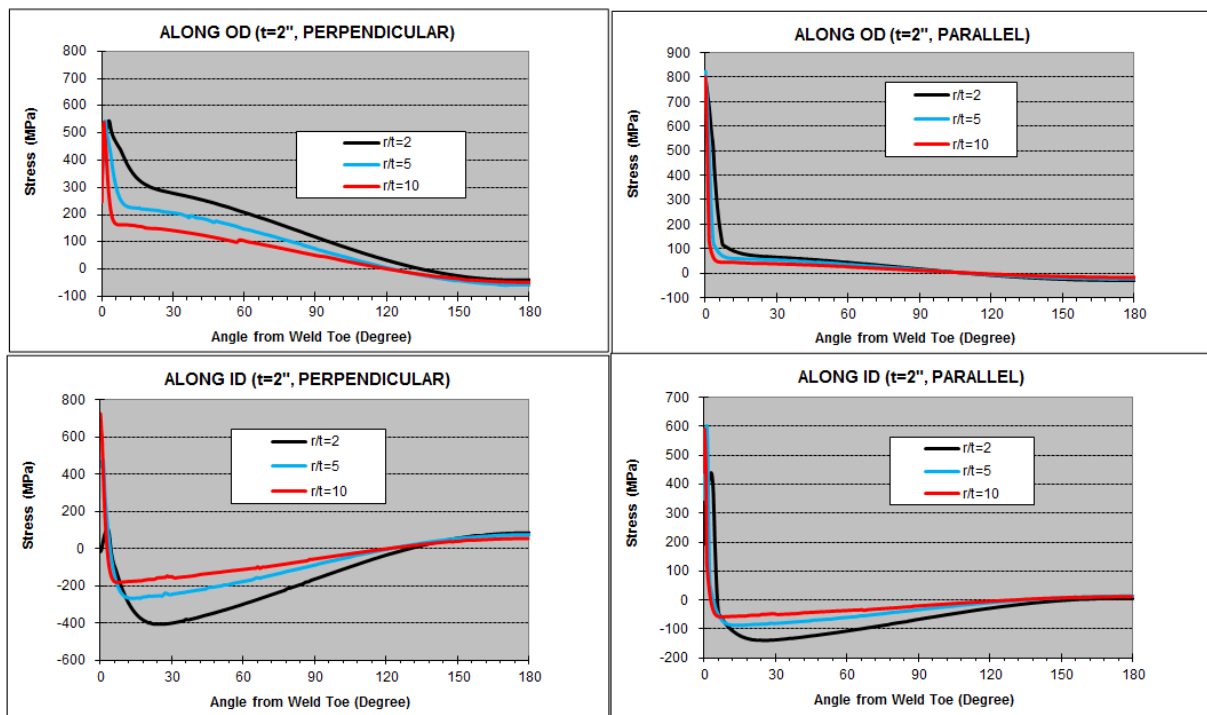 ALONG OD (t=2", PERPENDICULAR)
800
700
600
500
400
300
200
100
0
-100
Stress (MPa)
r/t=2
r/t=5
r/t=10
0 30 60 90 120 150 180
Angle from Weld Toe (Degree)
ALONG OD (t=2", PARALLEL)
900
800
700
600
500
400
300
200
100
0
-100
Stress (MPa)
r/t=2
r/t=5
r/t=10
0 30 60 90 120 150 180
Angle from Weld Toe (Degree)
ALONG ID (t=2", PERPENDICULAR)
800
600
400
200
0
-200
-400
-600
Stress (MPa)
r/t=2
r/t=5
r/t=10
0 30 60 90 120 150 180
Angle from Weld Toe (Degree)
ALONG ID (t=2", PARALLEL)
700
600
500
400
300
200
100
0
-100
-200
Stress (MPa)
r/t=2
r/t=5
r/t=10
0 30 60 90 120 150 180
Angle from Weld Toe (Degree)